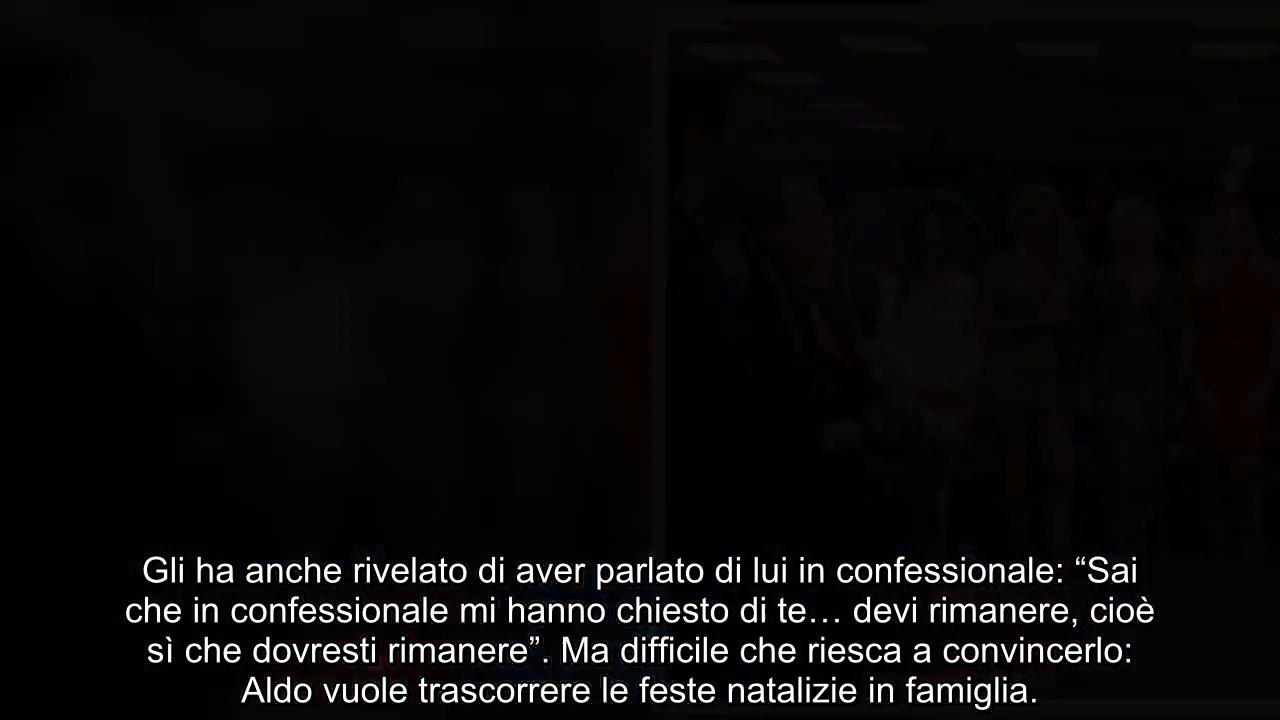 Gli ha anche rivelato di aver parlato di lui in confessionale: “Sai
che in confessionale mi hanno chiesto di te… devi rimanere, cioè
sì che dovresti rimanere”. Ma difficile che riesca a convincerlo:
Aldo vuole trascorrere le feste natalizie in famiglia.